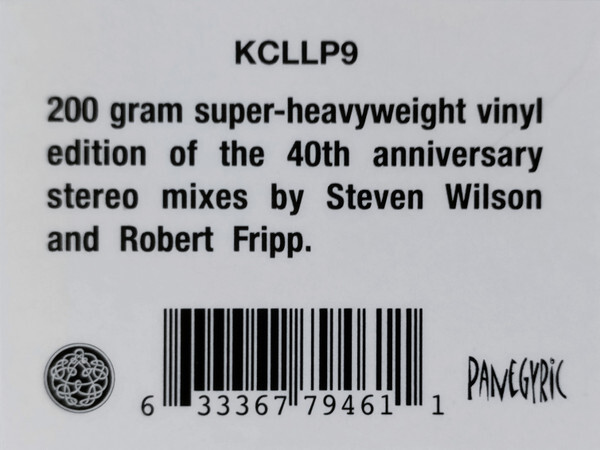 KCLLP9
200 gram super-heavyweight vinyl
edition of the 40th anniversary
stereo mixes by Steven Wilson
and Robert Fripp.
PANEGYRIC
6 33367 79461 1